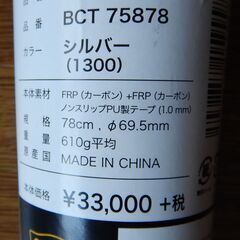 品番 BCT 75878
カラー シルバー
(1300)
本体素材 FRP (カーボン) +FRP (カーボン)
ノンスリップPU製テープ (1.0 mm)
規格 78cm , φ69.5mm
重量 610g平均
原産国 MADE IN CHINA
本体価格 ¥33,000 +税